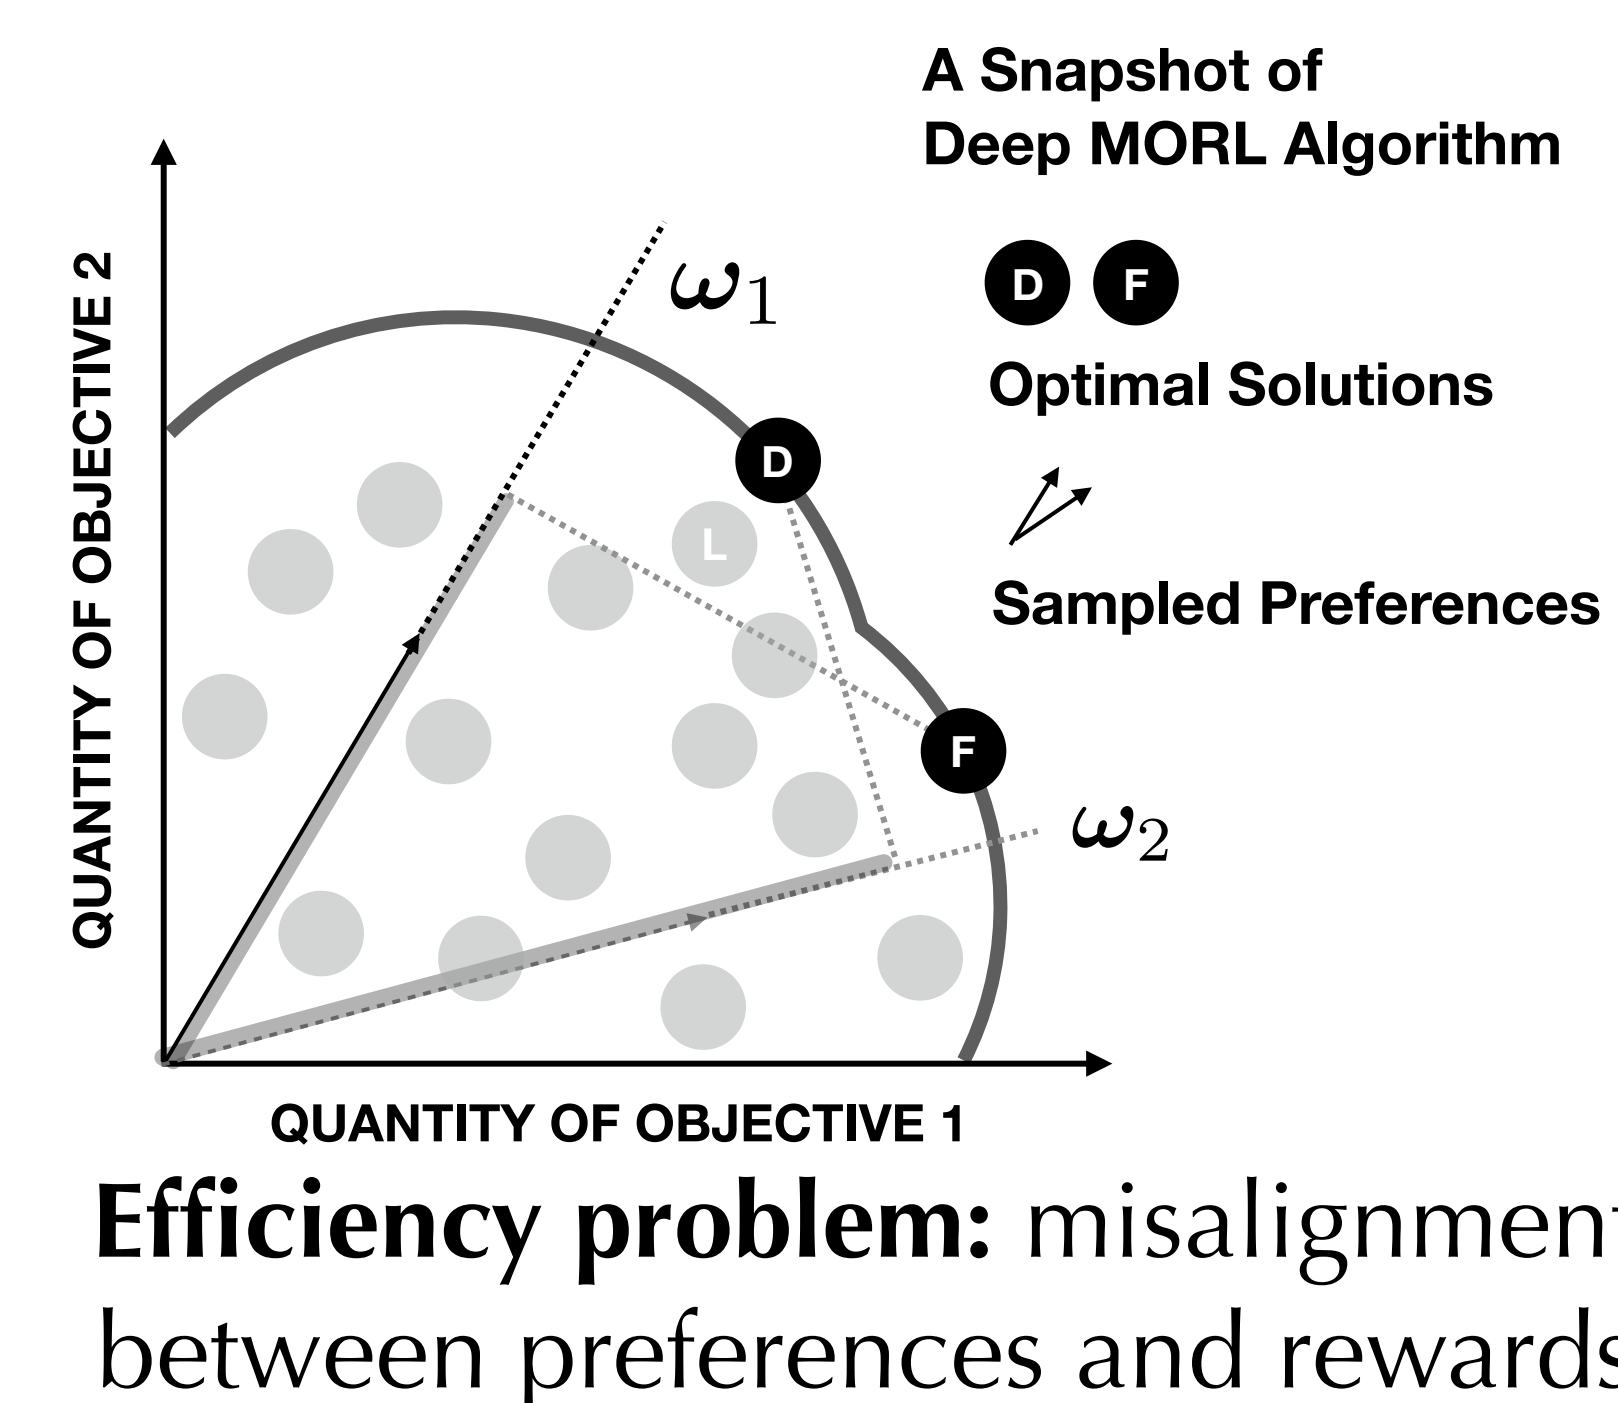 A Snapshot of
Deep MORL Algorithm
D F
Optimal Solutions
Sampled Preferences
QUANTITY OF OBJECTIVE 2
ω1
D
L
F
ω2
QUANTITY OF OBJECTIVE 1
Efficiency problem: misalignment
between preferences and rewards